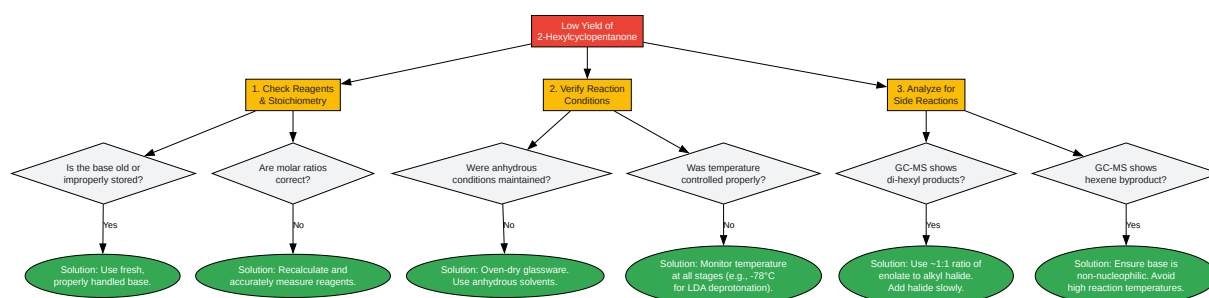 Low Yield of
2-Hexylcyclopentanone
1. Check Reagents
& Stoichiometry
2. Verify Reaction
Conditions
3. Analyze for
Side Reactions
Is the base old or
improperly stored?
Are molar ratios
correct?
Were anhydrous
conditions maintained?
Was temperature
controlled properly?
GC-MS shows
di-hexyl products?
GC-MS shows
hexene byproduct?
Yes
No
No
No
Yes
Yes
Solution: Use fresh,
properly handled base.
Solution: Recalculate and
accurately measure reagents.
Solution: Oven-dry glassware.
Use anhydrous solvents.
Solution: Monitor temperature
at all stages (e.g., -78°C
for LDA deprotonation).
Solution: Use ~1:1 ratio of
enolate to alkyl halide.
Add halide slowly.
Solution: Ensure base is
non-nucleophilic. Avoid
high reaction temperatures.